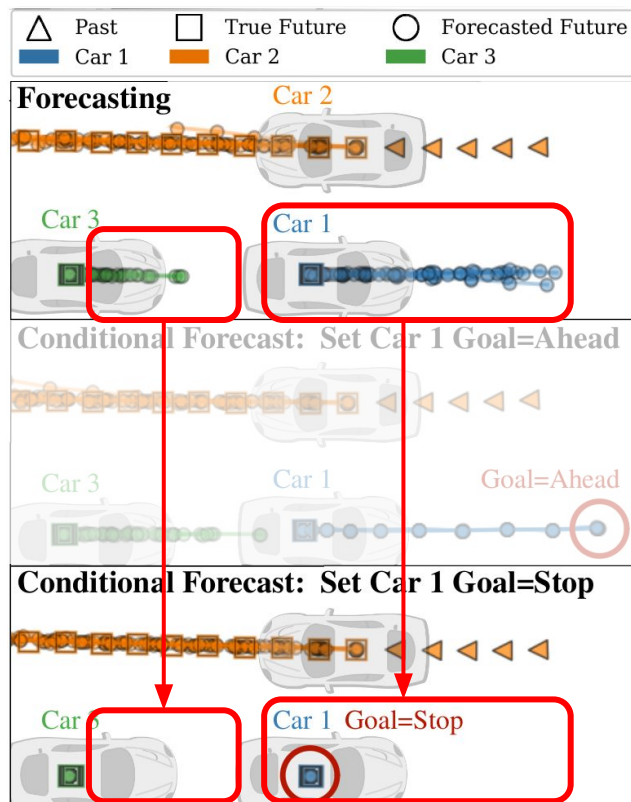 Past True Future Forecasted Future
Car 1 Car 2 Car 3
Forecasting
Car 2
Car 3 Car 1
Conditional Forecast: Set Car 1 Goal=Ahead
Car 3 Car 1 Goal=Ahead
Conditional Forecast: Set Car 1 Goal=Stop
Car 3 Car 1 Goal=Stop